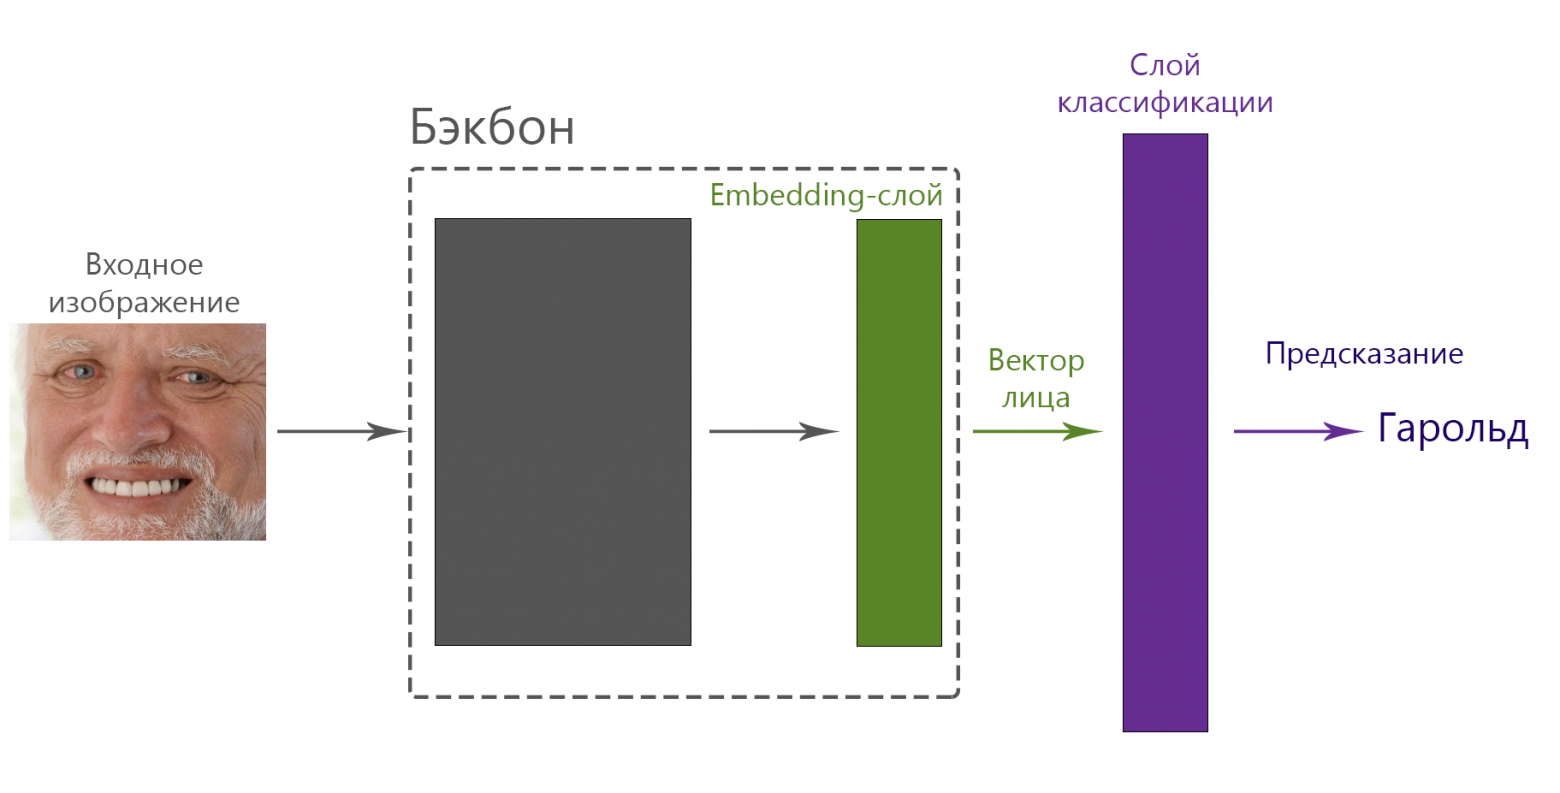 Входное
изображение
Бэкбон
Embedding-слой
Вектор
лица
Слой
классификации
Предсказание
Гарольд